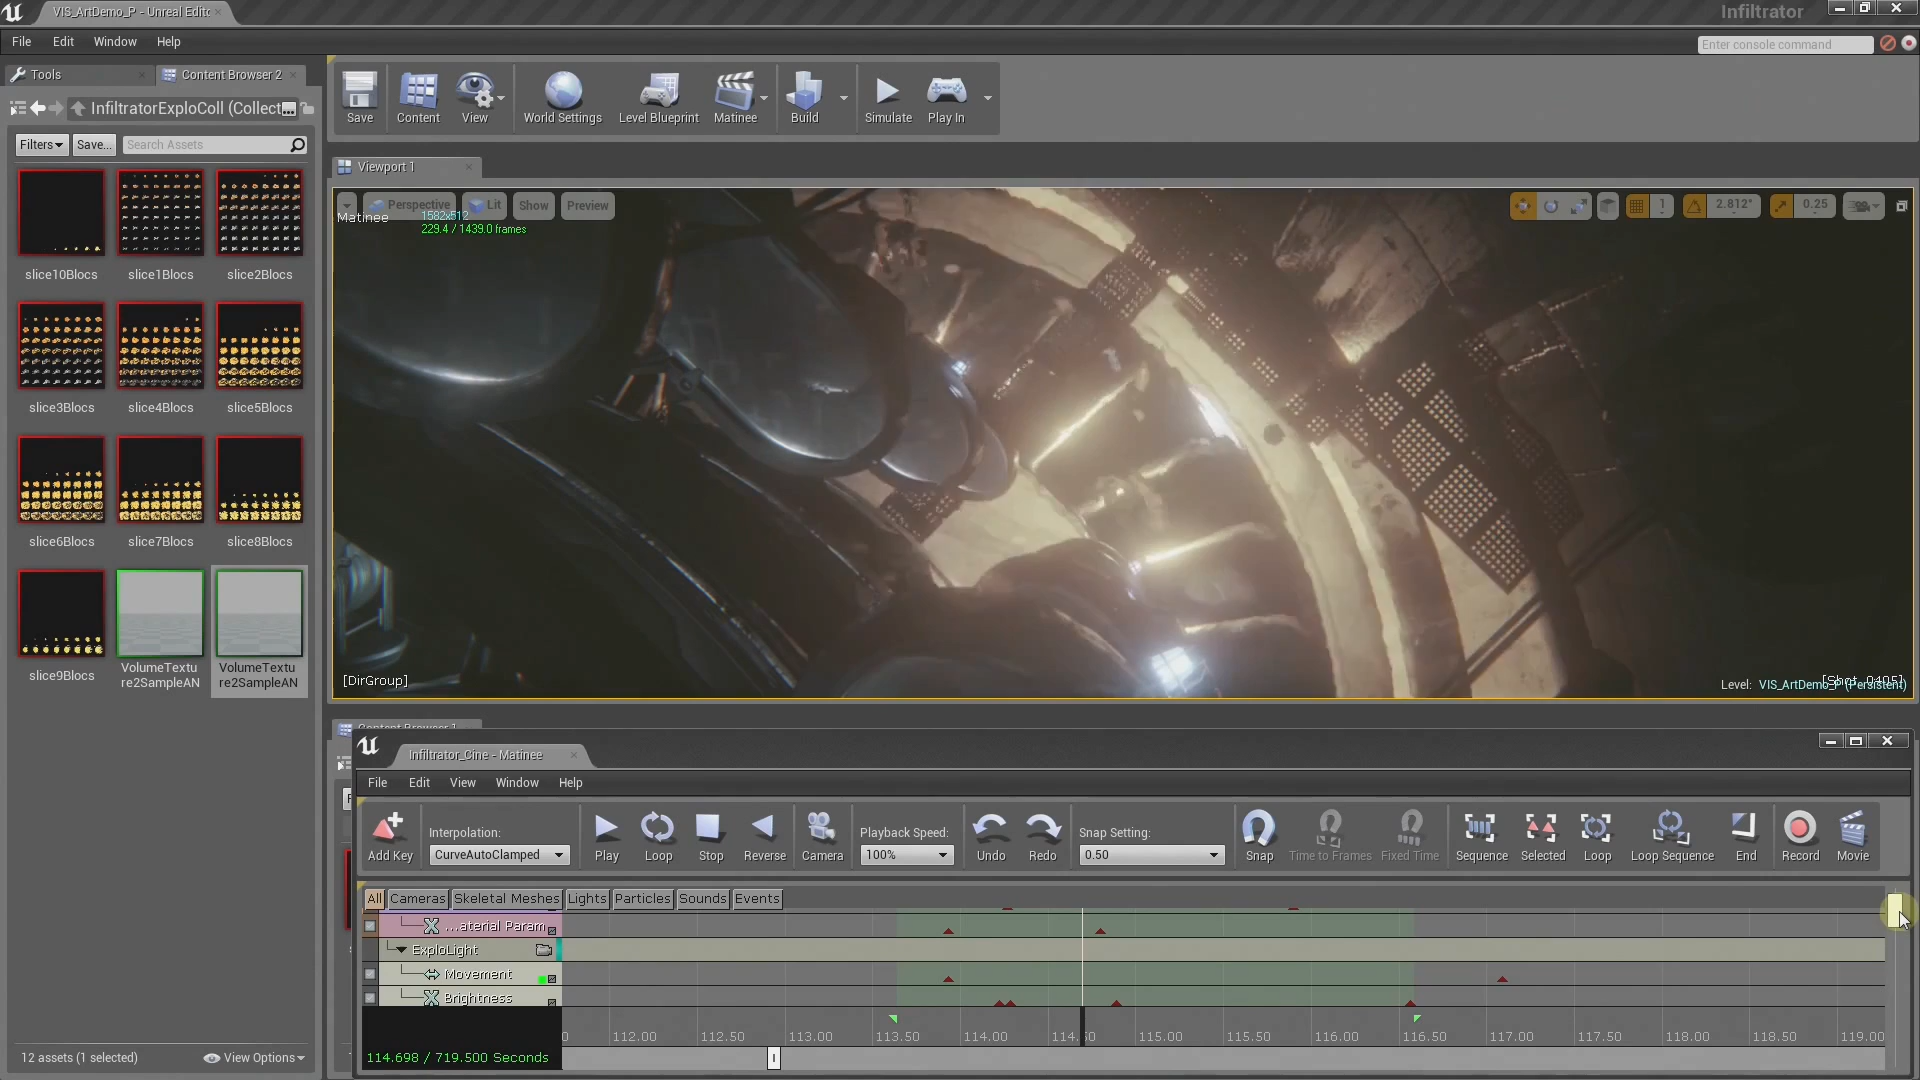 VIS_ArtDemo_P - Unreal Edito
Infiltrator
File Edit Window Help
Enter console command
Tools
Content Browser 2
InfiltratorExploColl (Collect...
Filters
Save...
Search Assets
Save
Content
View
World Settings
Level Blueprint
Matinee
Build
Simulate
Play In
slice10Blocs
slice1Blocs
slice2Blocs
slice3Blocs
slice4Blocs
slice5Blocs
slice6Blocs
slice7Blocs
slice8Blocs
slice9Blocs
VolumeTextu
re2SampleAN
VolumeTextu
re2SampleAN
12 assets (1 selected)
View Options
Viewport 1
Perspective
Lit
Show
Preview
1
2.812°
0.25
Matinee
1582x512
229.4 / 1439.0 frames
[DirGroup]
[Shot_0405]
Level: VIS_ArtDemo_P (Persistent)
Content Browser 1
Infiltrator_Cine - Matinee
File Edit View Window Help
Add Key
Interpolation:
CurveAutoClamped
Play
Loop
Stop
Reverse
Camera
Playback Speed:
100%
Undo
Redo
Snap Setting:
0.50
Snap
Time to Frames
Fixed Time
Sequence
Selected
Loop
Loop Sequence
End
Record
Movie
All Cameras Skeletal Meshes Lights Particles Sounds Events
...aterial Param
ExploLight
Movement
Brightness
112.00 112.50 113.00 113.50 114.00 114.50 115.00 115.50 116.00 116.50 117.00 117.50 118.00 118.50 119.00
114.698 / 719.500 Seconds